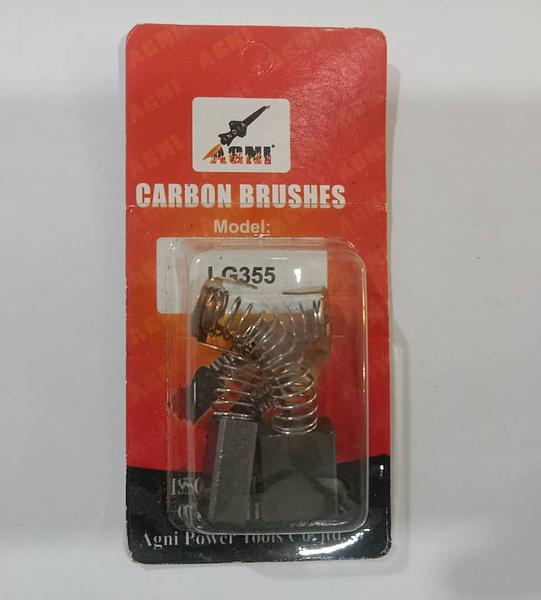 AGNI
CARBON BRUSHES
Model:
LG355
Agni Power Tools Co. ltd.